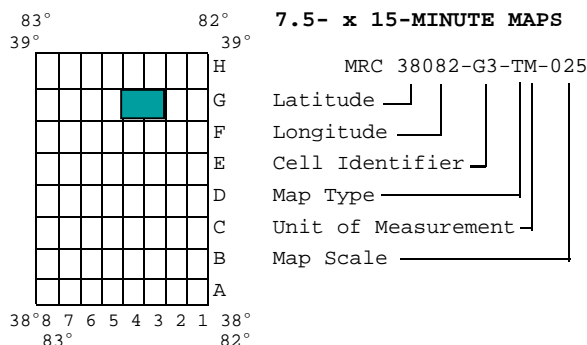 83° 82°
39° 39°
H
G
F
E
D
C
B
A
38°8 7 6 5 4 3 2 1 38°
83° 82°
7.5- x 15-MINUTE MAPS
MRC 38082-G3-TM-025
Latitude
Longitude
Cell Identifier
Map Type
Unit of Measurement
Map Scale